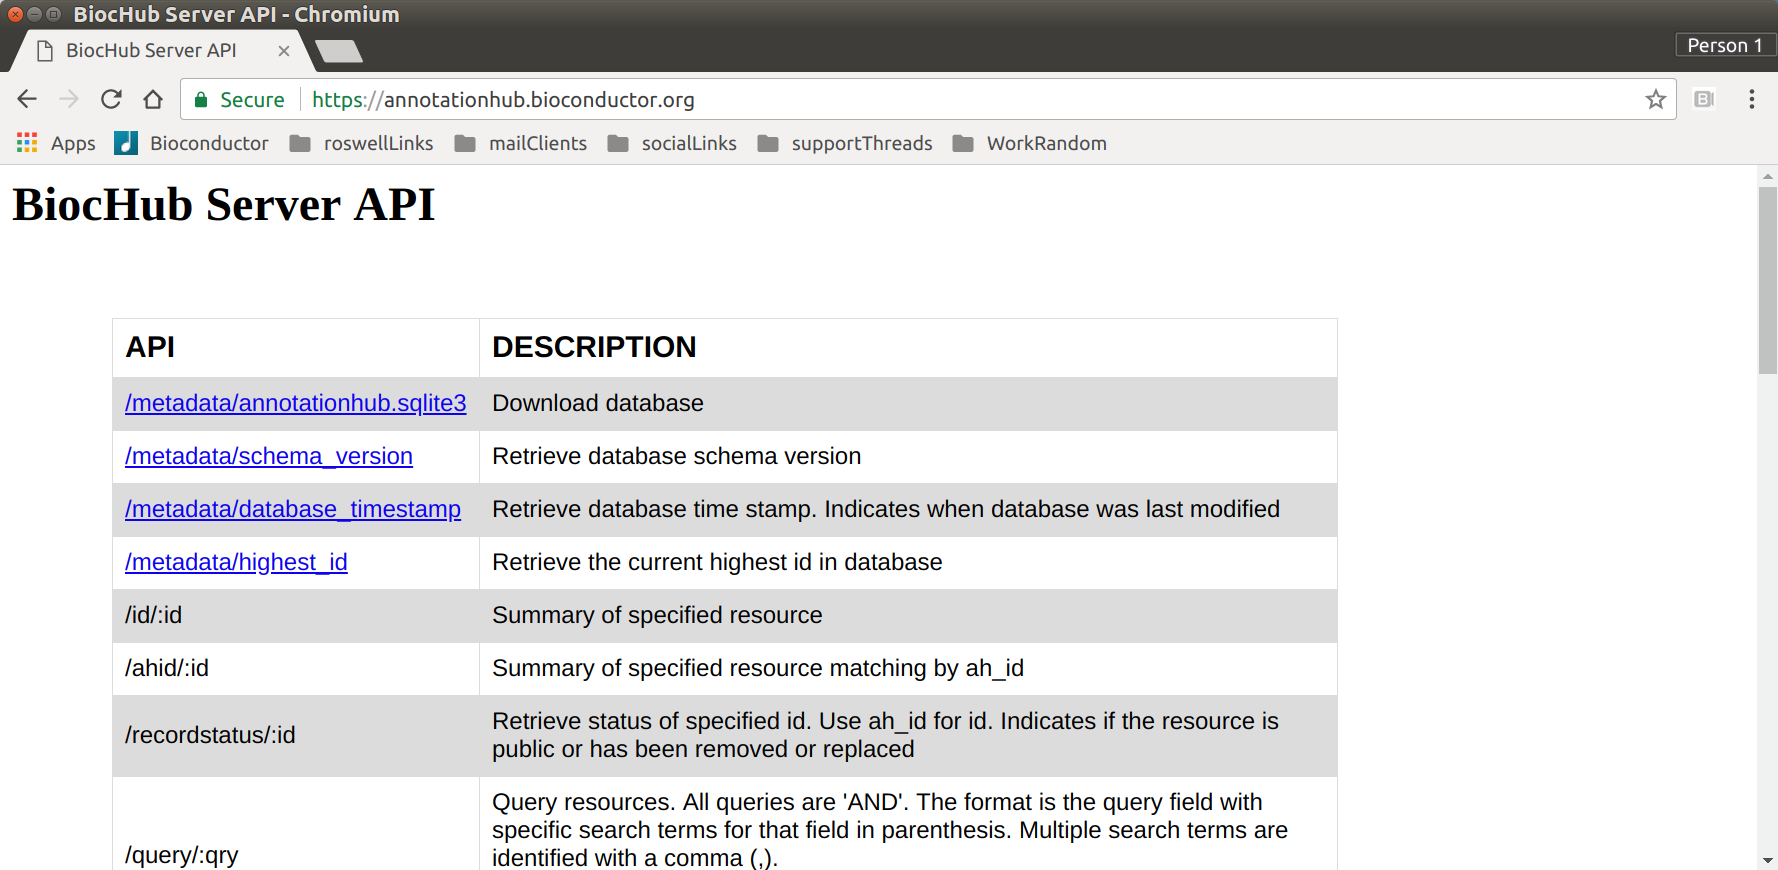 BiocHub Server API - Chromium
BiocHub Server API
Person 1
Secure https://annotationhub.bioconductor.org
Apps Bioconductor roswellLinks mailClients socialLinks supportThreads WorkRandom
BiocHub Server API
API DESCRIPTION
/metadata/annotationhub.sqlite3 Download database
/metadata/schema_version Retrieve database schema version
/metadata/database_timestamp Retrieve database time stamp. Indicates when database was last modified
/metadata/highest_id Retrieve the current highest id in database
/id/:id Summary of specified resource
/ahid/:id Summary of specified resource matching by ah_id
/recordstatus/:id Retrieve status of specified id. Use ah_id for id. Indicates if the resource is
public or has been removed or replaced
Query resources. All queries are 'AND'. The format is the query field with
specific search terms for that field in parenthesis. Multiple search terms are
/query/:qry identified with a comma (,).